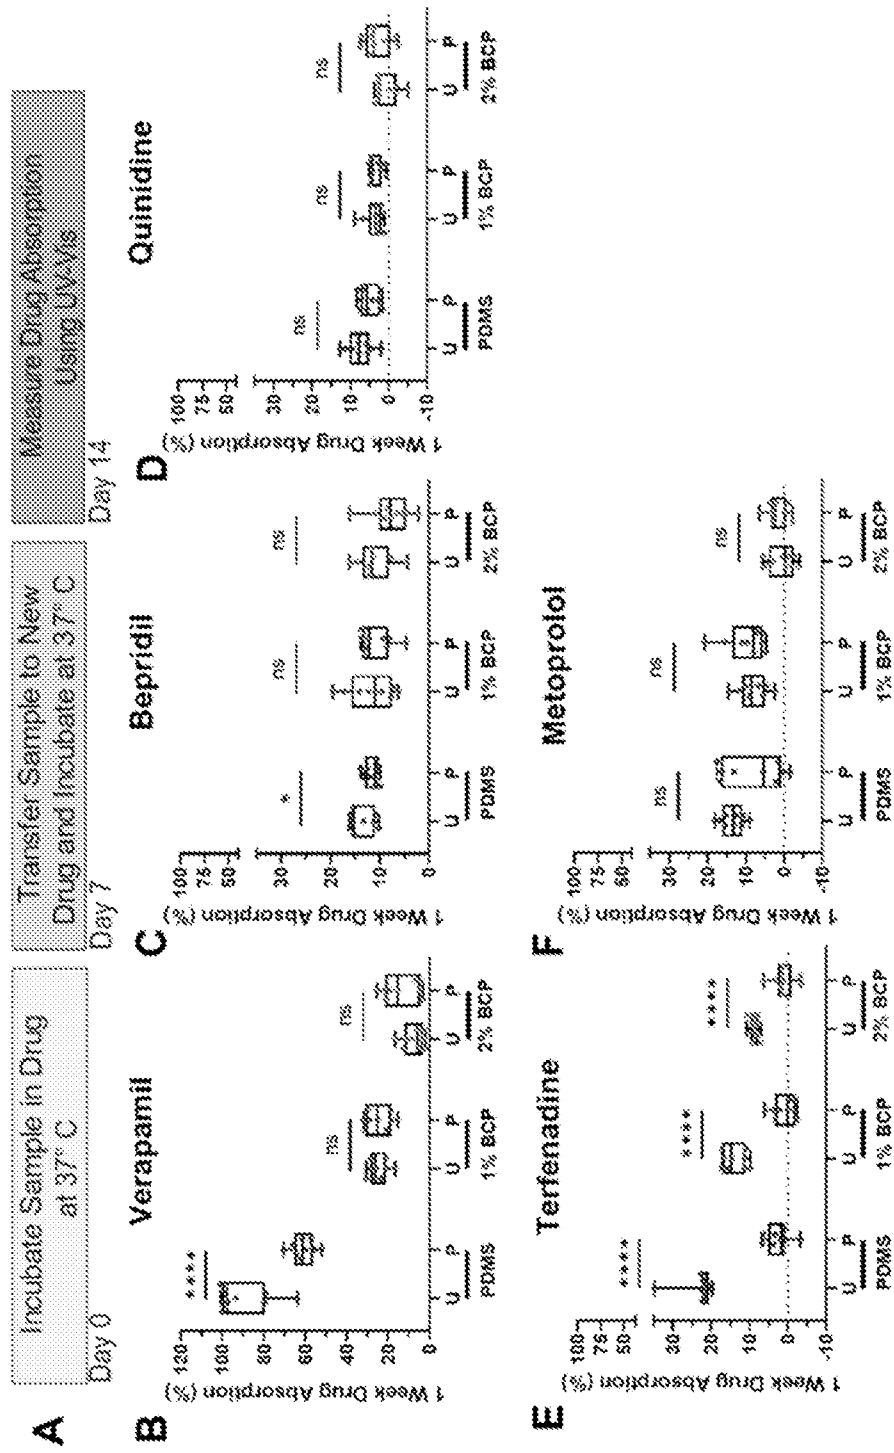 A
Incubate Sample in Drug
at 37° C
Transfer Sample to New
Drug and Incubate at 37° C
Measure Drug Absorption
Using UV-Vis
Day 0
Day 7
Day 14
B
Verapamil
1 Week Drug Absorption (%)
120
100
80
60
40
20
0
****
ns
ns
U P U P U P
PDMS 1% BCP 2% BCP
C
Bepridil
1 Week Drug Absorption (%)
100
75
50
30
20
10
0
*
ns
ns
U P U P U P
PDMS 1% BCP 2% BCP
D
Quinidine
1 Week Drug Absorption (%)
100
75
50
30
20
10
0
-10
ns
ns
ns
U P U P U P
PDMS 1% BCP 2% BCP
E
Terfenadine
1 Week Drug Absorption (%)
100
75
50
30
20
10
0
-10
****
****
****
U P U P U P
PDMS 1% BCP 2% BCP
F
Metoprolol
1 Week Drug Absorption (%)
100
75
50
30
20
10
0
-10
ns
ns
ns
U P U P U P
PDMS 1% BCP 2% BCP